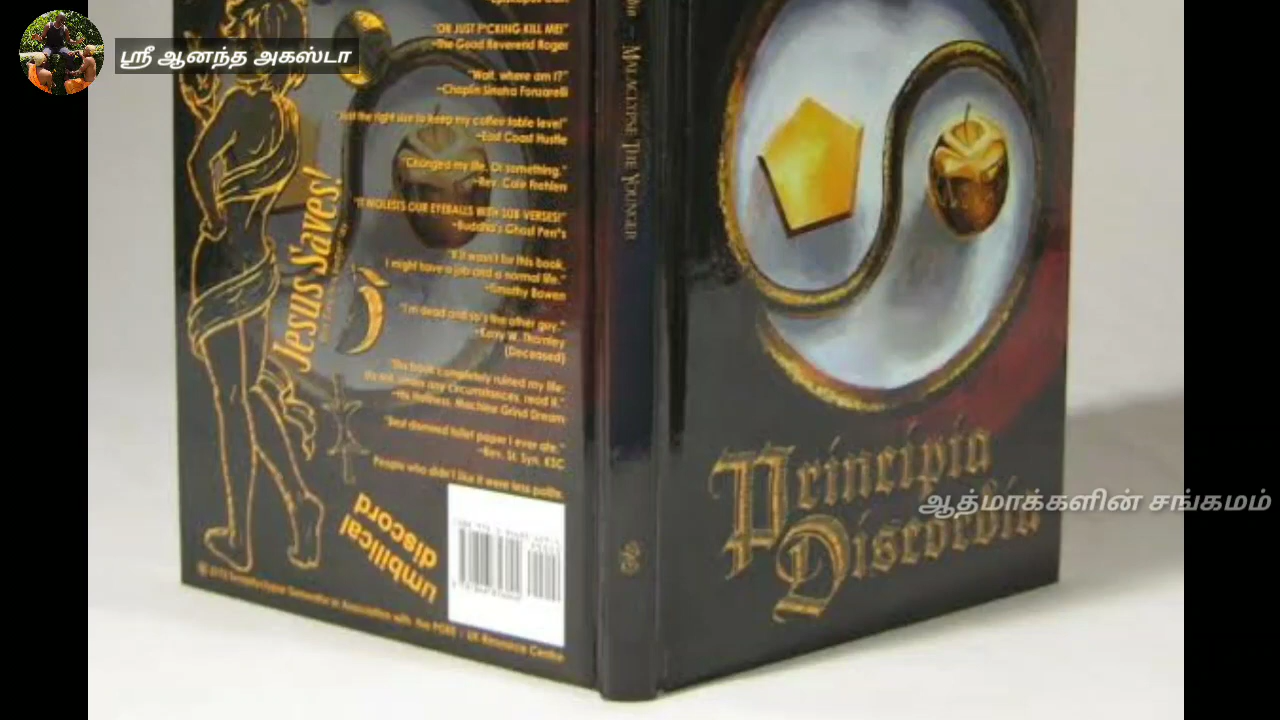 ஸ்ரீ ஆனந்த அகஸ்டா
"OR JUST F*CKING KILL ME!"
~The Good Reverend Roger
"Wait, where am I?"
~Chaplin Sinatra Fonzarelli
"Just the right size to keep my coffee table level"
~East Coast Hustle
"Changed my life. Or something."
~Rev. Cain
"IT MOLESTS OUR EYEBALLS WITH SUB VERSES!"
~Buddha's Ghost
"If it wasn't for this book,
I might have a job and a normal life."
~Timothy Bowen
"I'm dead and so's the other guy."
~Kerry W. Thornley
(Deceased)
"This book completely ruined my life;
do not, under any circumstances, read it."
~His Holiness, Machine Grind Dream
"Best damned toilet paper I ever ate."
~Rev. St. Syn, KSC
People who didn't like it were less polite.
Jesus Saves!
umbilical
discord
MALACLYPSE THE YOUNGER
Principia
Discordia
ஆத்மாக்களின் சங்கமம்